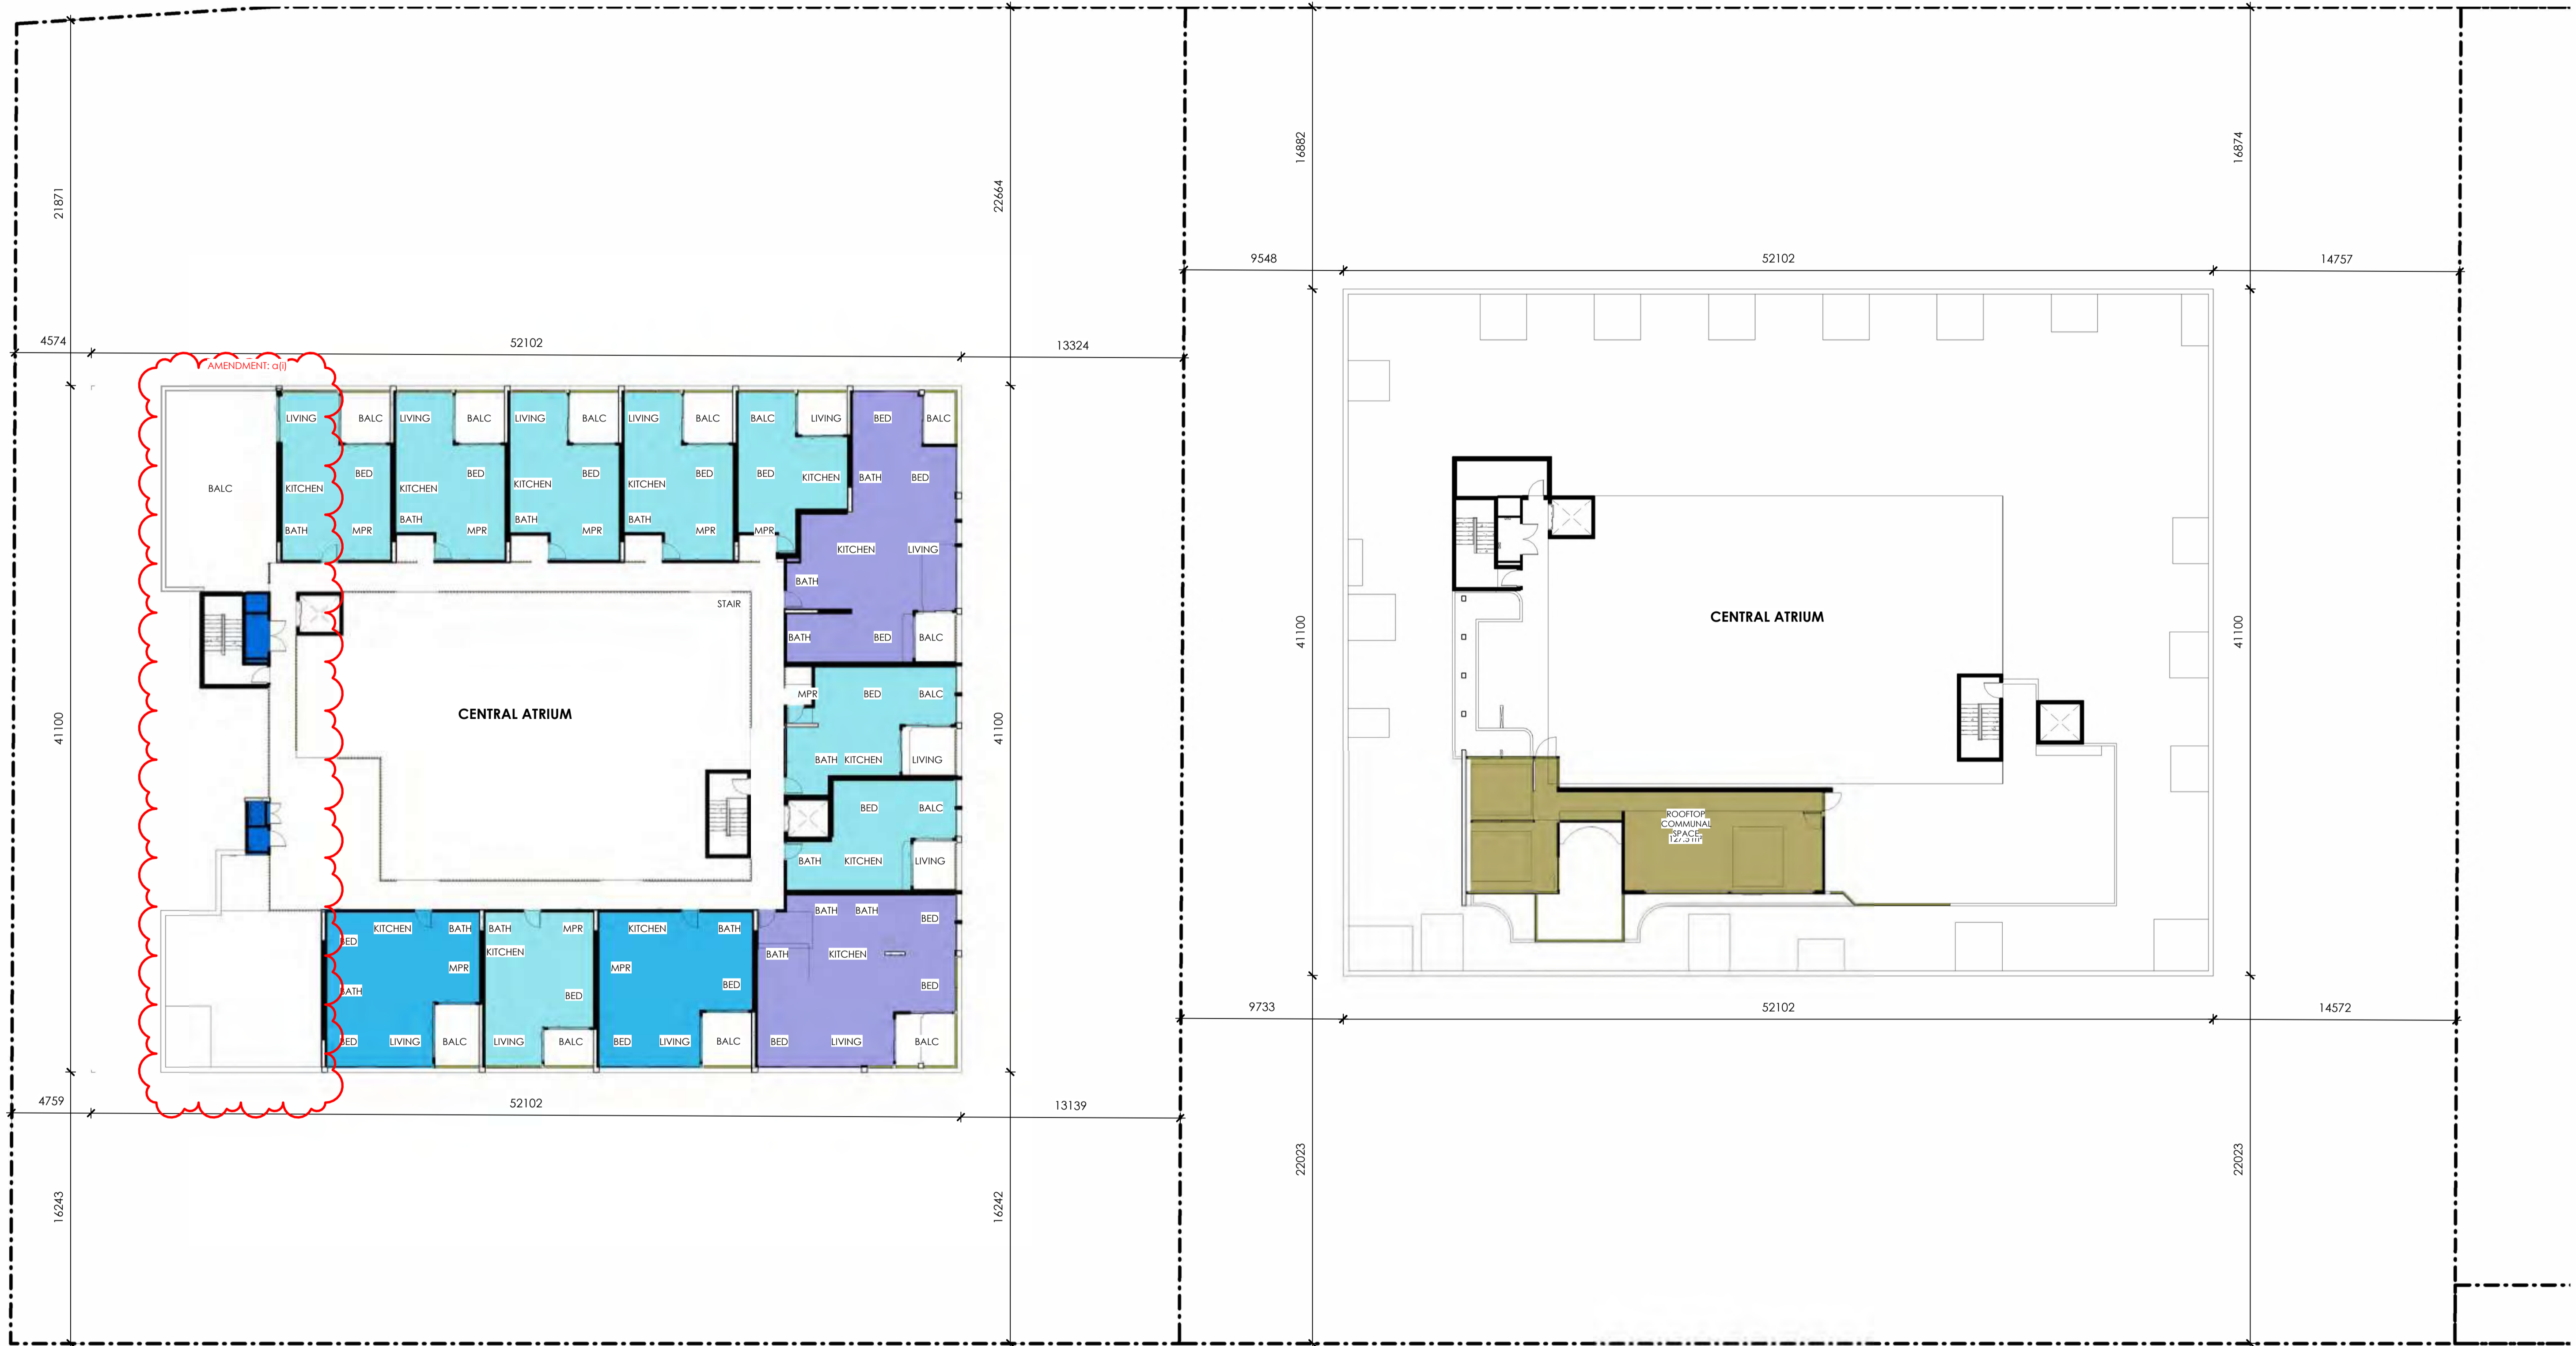 16882
16874
21871
22664
9548
52102
14757
4574
52102
13324
AMENDMENT: a(i)
LIVING
BALC
LIVING
BALC
LIVING
BALC
LIVING
BALC
BALC
LIVING
BED
BALC
BED
BED
BED
BED
BED
KITCHEN
BATH
BED
BALC
KITCHEN
KITCHEN
KITCHEN
KITCHEN
BATH
MPR
BATH
MPR
BATH
MPR
BATH
MPR
MPR
KITCHEN
LIVING
BATH
STAIR
BATH
BED
BALC
MPR
BED
BALC
CENTRAL ATRIUM
BATH
KITCHEN
LIVING
BED
BALC
BATH
KITCHEN
LIVING
41100
41100
BATH
BATH
BED
KITCHEN
BATH
BATH
MPR
KITCHEN
BATH
BED
KITCHEN
BATH
KITCHEN
MPR
MPR
BED
BED
BATH
BED
BED
LIVING
BALC
LIVING
BALC
BED
LIVING
BALC
BED
LIVING
BALC
4759
52102
13139
16243
16242
CENTRAL ATRIUM
41100
41100
ROOFTOP
COMMUNAL
SPACE
9733
52102
14572
22023
22023